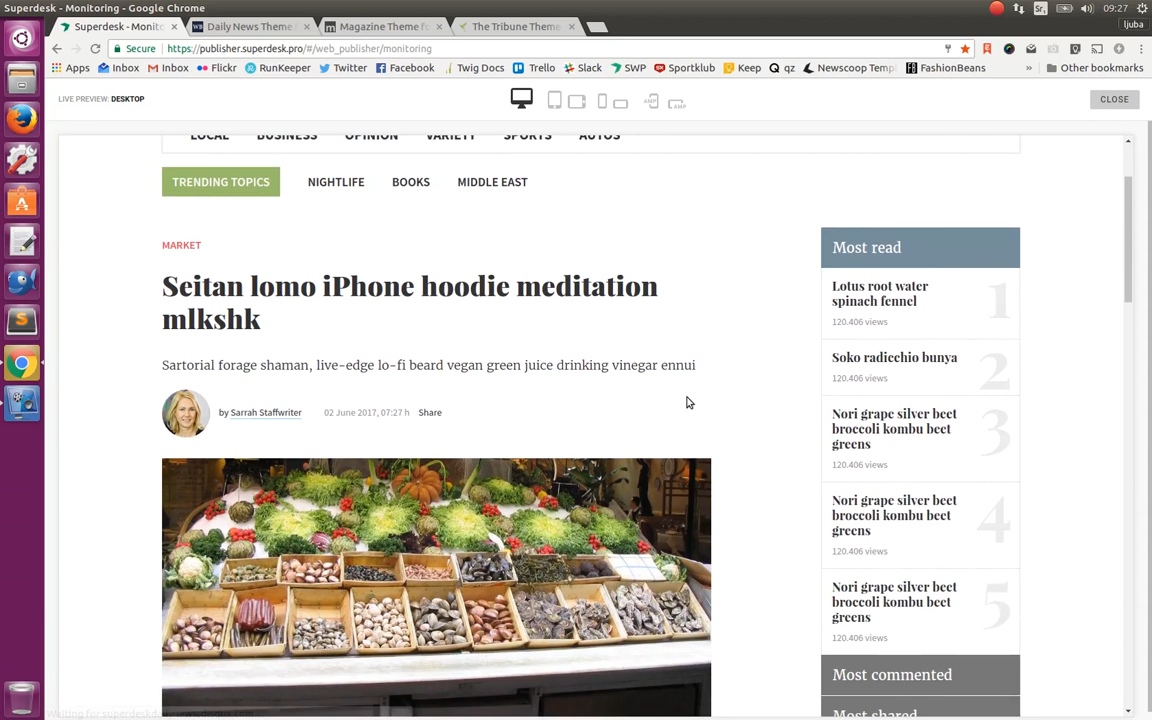 Superdesk - Monitoring - Google Chrome
Sr,
09:27
Superdesk - Monito
Daily News Theme
Magazine Theme fo
The Tribune Theme
ljuba
Secure
https://publisher.superdesk.pro/#/web_publisher/monitoring
Apps
Inbox
Inbox
Flickr
RunKeeper
Twitter
Facebook
Twig Docs
Trello
Slack
SWP
Sportklub
Keep
qz
Newscoop Temp
FashionBeans
»
Other bookmarks
LIVE PREVIEW: DESKTOP
AMP
AMP
CLOSE
LOCAL
BUSINESS
OPINION
VARIETY
SPORTS
AUTOS
TRENDING TOPICS
NIGHTLIFE
BOOKS
MIDDLE EAST
MARKET
Seitan lomo iPhone hoodie meditation
mlkshk
Sartorial forage shaman, live-edge lo-fi beard vegan green juice drinking vinegar ennui
by Sarrah Staffwriter
02 June 2017, 07:27 h
Share
Most read
Lotus root water
spinach fennel
120.406 views
1
Soko radicchio bunya
120.406 views
2
Nori grape silver beet
broccoli kombu beet
greens
120.406 views
3
Nori grape silver beet
broccoli kombu beet
greens
120.406 views
4
Nori grape silver beet
broccoli kombu beet
greens
120.406 views
5
Most commented
Most shared